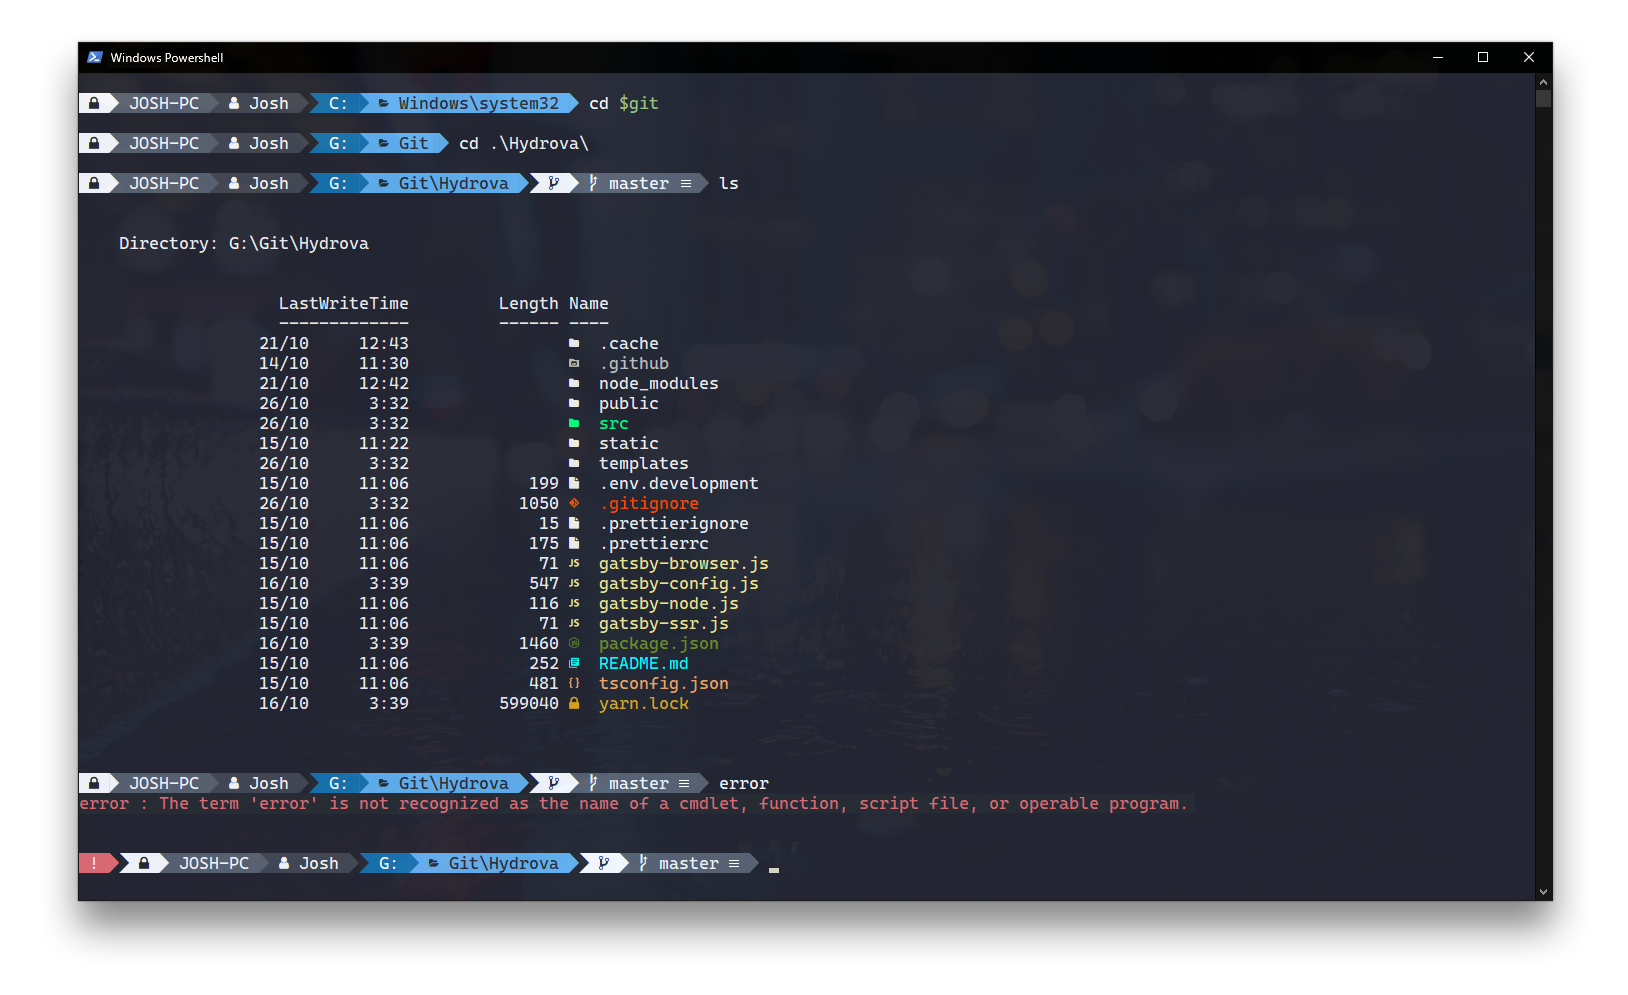 Windows Powershell
JOSH-PC Josh C: Windows\system32 cd $git
JOSH-PC Josh G: Git cd .\Hydrova\
JOSH-PC Josh G: Git\Hydrova master ≡ ls
Directory: G:\Git\Hydrova
LastWriteTime Length Name
------------- ------ ----
21/10 12:43 .cache
14/10 11:30 .github
21/10 12:42 node_modules
26/10 3:32 public
26/10 3:32 src
15/10 11:22 static
26/10 3:32 templates
15/10 11:06 199 .env.development
26/10 3:32 1050 .gitignore
15/10 11:06 15 .prettierignore
15/10 11:06 175 .prettierrc
15/10 11:06 71 JS gatsby-browser.js
16/10 3:39 547 JS gatsby-config.js
15/10 11:06 116 JS gatsby-node.js
15/10 11:06 71 JS gatsby-ssr.js
16/10 3:39 1460 package.json
15/10 11:06 252 README.md
15/10 11:06 481 {} tsconfig.json
16/10 3:39 599040 yarn.lock
JOSH-PC Josh G: Git\Hydrova master ≡ error
error : The term 'error' is not recognized as the name of a cmdlet, function, script file, or operable program.
! JOSH-PC Josh G: Git\Hydrova master ≡ _